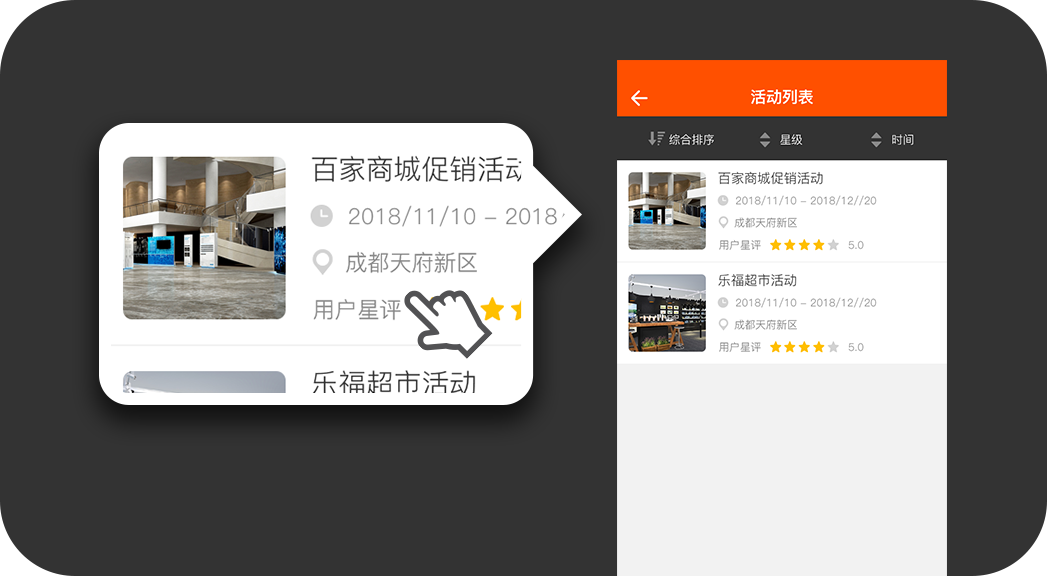 百家商城促销活动
2018/11/10 – 2018
成都天府新区
用户星评
乐福超市活动
活动列表
综合排序
星级
时间
百家商城促销活动
2018/11/10 – 2018/12//20
成都天府新区
用户星评 5.0
乐福超市活动
2018/11/10 – 2018/12//20
成都天府新区
用户星评 5.0